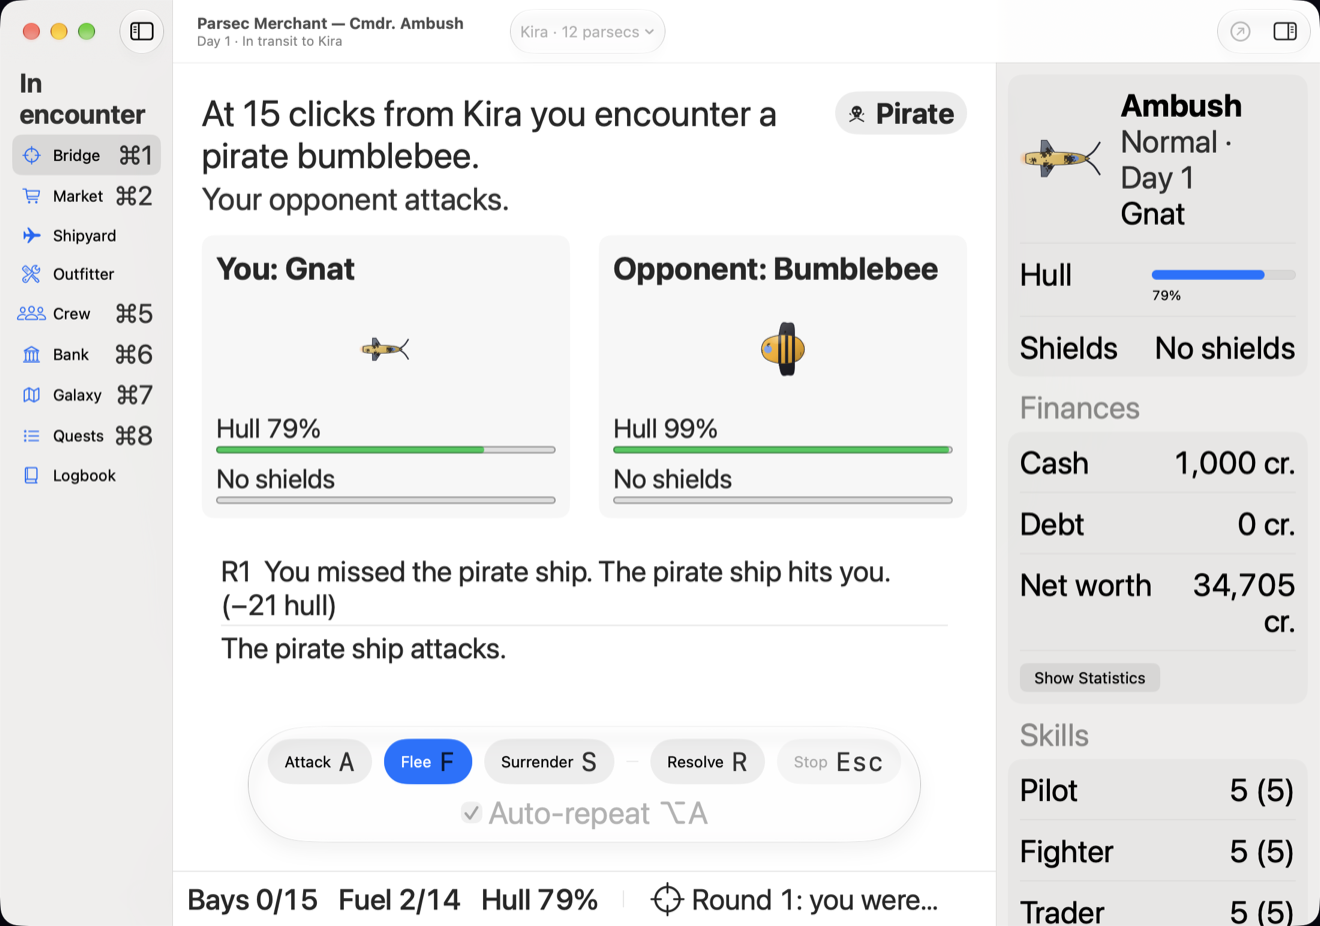 Parsec Merchant — Cmdr. Ambush
Day 1 · In transit to Kira
Kira · 12 parsecs
In
encounter
Bridge ⌘1
Market ⌘2
Shipyard
Outfitter
Crew ⌘5
Bank ⌘6
Galaxy ⌘7
Quests ⌘8
Logbook
At 15 clicks from Kira you encounter a
pirate bumblebee.
Pirate
Your opponent attacks.
You: Gnat
Hull 79%
No shields
Opponent: Bumblebee
Hull 99%
No shields
R1 You missed the pirate ship. The pirate ship hits you.
(−21 hull)
The pirate ship attacks.
Attack A
Flee F
Surrender S
Resolve R
Stop Esc
Auto-repeat ⌥A
Bays 0/15 Fuel 2/14 Hull 79%
Round 1: you were…
Ambush
Normal ·
Day 1
Gnat
Hull
79%
Shields No shields
Finances
Cash 1,000 cr.
Debt 0 cr.
Net worth 34,705
cr.
Show Statistics
Skills
Pilot 5 (5)
Fighter 5 (5)
Trader 5 (5)